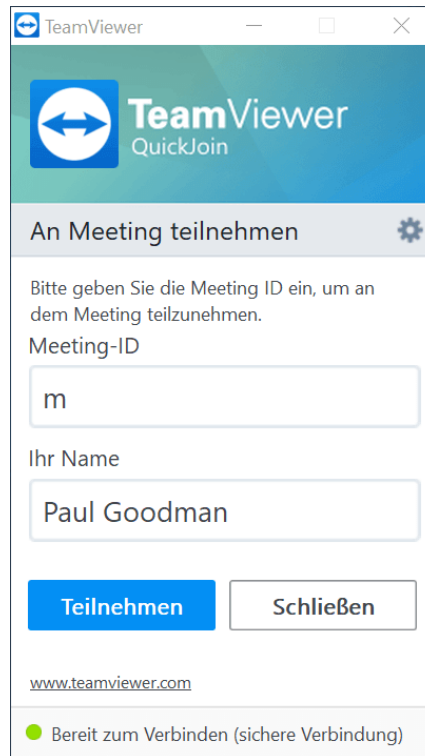 TeamViewer
TeamViewer
QuickJoin
An Meeting teilnehmen
Bitte geben Sie die Meeting ID ein, um an
dem Meeting teilzunehmen.
Meeting-ID
m
Ihr Name
Paul Goodman
Teilnehmen
Schließen
www.teamviewer.com
Bereit zum Verbinden (sichere Verbindung)